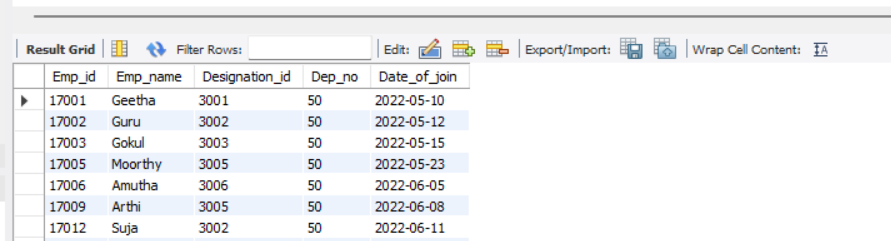 Result Grid Filter Rows: Edit: Export/Import: Wrap Cell Content: IA
Emp_id Emp_name Designation_id Dep_no Date_of_join
17001 Geetha 3001 50 2022-05-10
17002 Guru 3002 50 2022-05-12
17003 Gokul 3003 50 2022-05-15
17005 Moorthy 3005 50 2022-05-23
17006 Amutha 3006 50 2022-06-05
17009 Arthi 3005 50 2022-06-08
17012 Suja 3002 50 2022-06-11